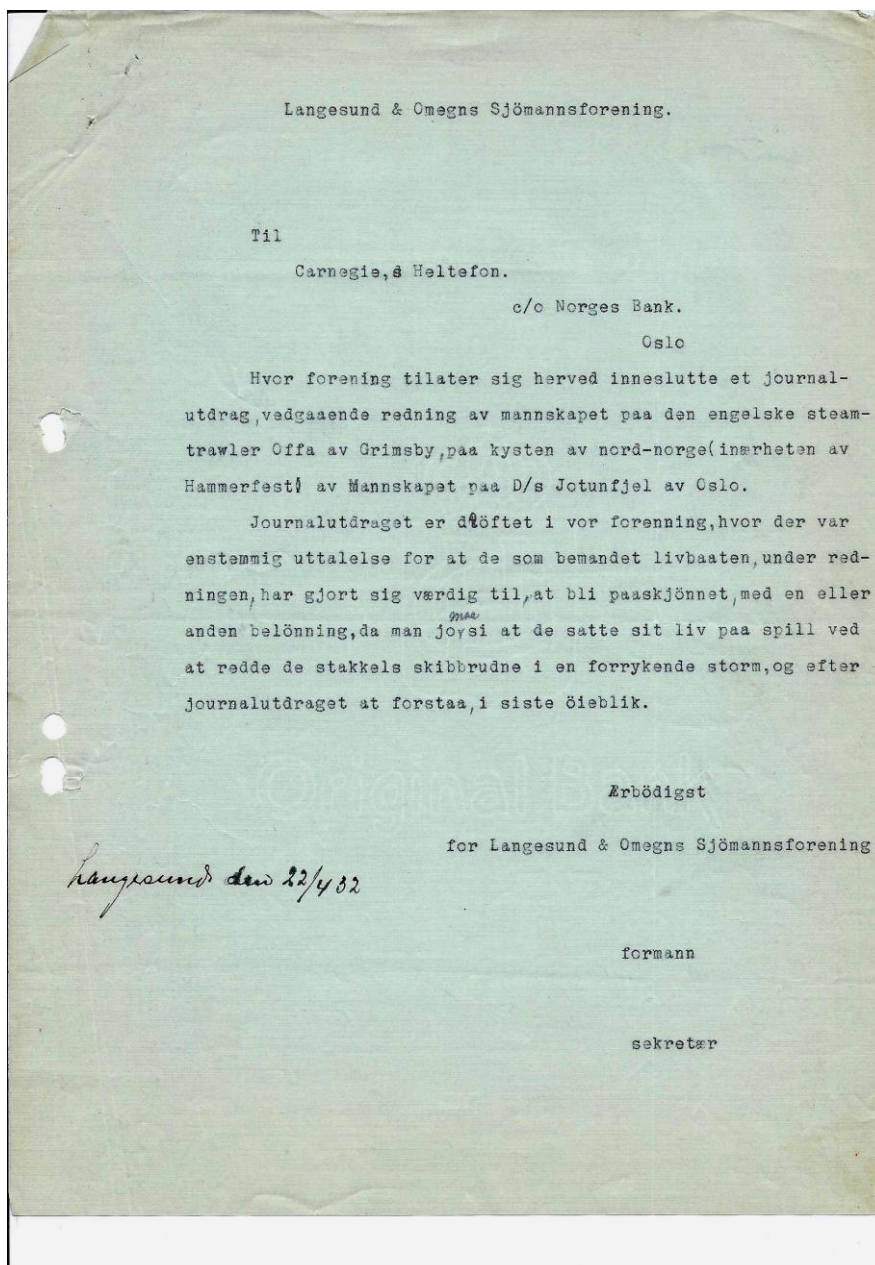 Langesund & Omegns Sjömannsforening.
Til
Carnegie,s Heltefon.
c/o Norges Bank.
Oslo
Hvor forening tilater sig herved inneslutte et journal-
utdrag,vedgaaende redning av mannskapet paa den engelske steam-
trawler Offa av Grimsby,paa kysten av nord-norge(inærheten av
Hammerfest) av Mannskapet paa D/s Jotunfjel av Oslo.
Journalutdraget er dröftet i vor forenning,hvor der var
enstemmig uttalelse for at de som bemandet livbaaten,under red-
ningen,har gjort sig værdig til,at bli paaskjönnet,med en eller
anden belönning,da man jo maa si at de satte sit liv paa spill ved
at redde de stakkels skibbrudne i en forrykende storm,og efter
journalutdraget at forstaa,i siste öieblik.
Ærbödigst
for Langesund & Omegns Sjömannsforening
Langesund den 22/4 32
formann
sekretær